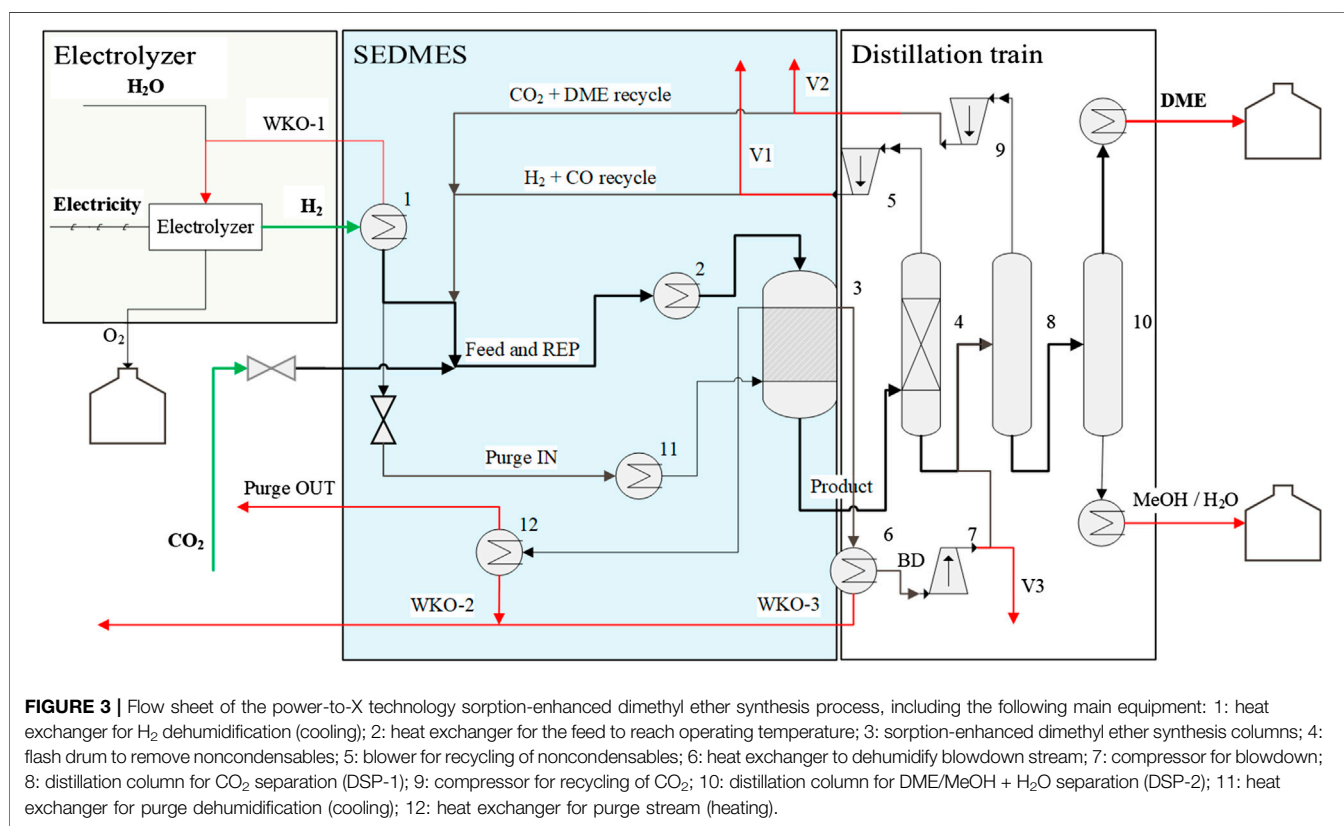 Electrolyzer
H₂O
WKO-1
Electricity
Electrolyzer
H₂
O₂
CO₂
SEDMES
CO₂ + DME recycle
V2
V1
H₂ + CO recycle
1
2
3
Feed and REP
Purge IN
11
Product
Purge OUT
12
WKO-2
WKO-3
Distillation train
9
5
4
8
10
6
BD
7
V3
DME
MeOH / H₂O
FIGURE 3 | Flow sheet of the power-to-X technology sorption-enhanced dimethyl ether synthesis process, including the following main equipment: 1: heat
exchanger for H₂ dehumidification (cooling); 2: heat exchanger for the feed to reach operating temperature; 3: sorption-enhanced dimethyl ether synthesis columns; 4:
flash drum to remove noncondensables; 5: blower for recycling of noncondensables; 6: heat exchanger to dehumidify blowdown stream; 7: compressor for blowdown;
8: distillation column for CO₂ separation (DSP-1); 9: compressor for recycling of CO₂; 10: distillation column for DME/MeOH + H₂O separation (DSP-2); 11: heat
exchanger for purge dehumidification (cooling); 12: heat exchanger for purge stream (heating).